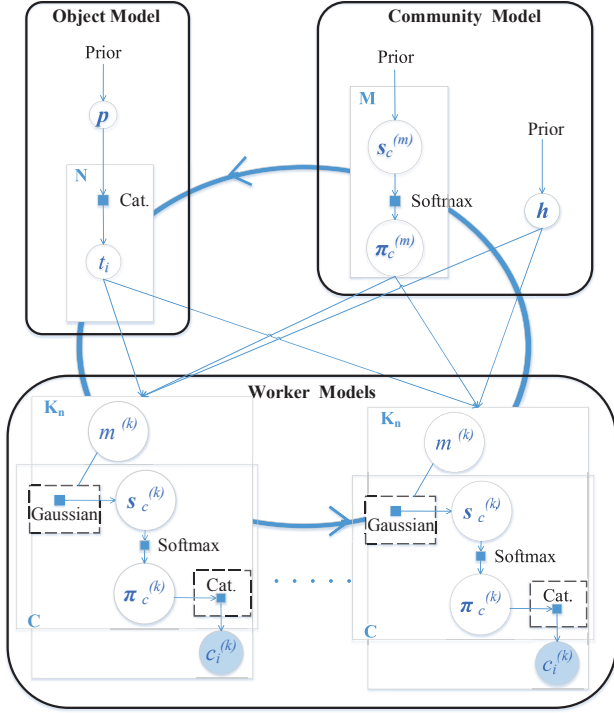 Object Model
Prior
p
N
Cat.
t_i
Community Model
Prior
M
s_c^(m)
Softmax
π_c^(m)
Prior
h
Worker Models
K_n
m^(k)
Gaussian
s_c^(k)
Softmax
π_c^(k)
Cat.
C
c_i^(k)
. . . . . .
K_n
m^(k)
Gaussian
s_c^(k)
Softmax
π_c^(k)
Cat.
C
c_i^(k)